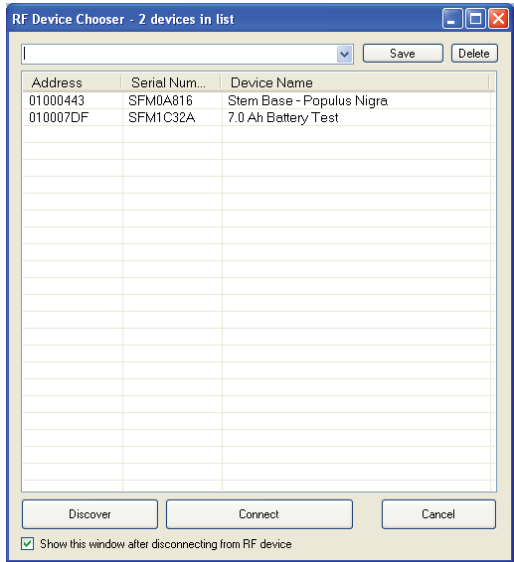 RF Device Chooser - 2 devices in list
Save Delete
Address Serial Num... Device Name
01000443 SFM0A816 Stem Base - Populus Nigra
010007DF SFM1C32A 7.0 Ah Battery Test
Discover Connect Cancel
Show this window after disconnecting from RF device